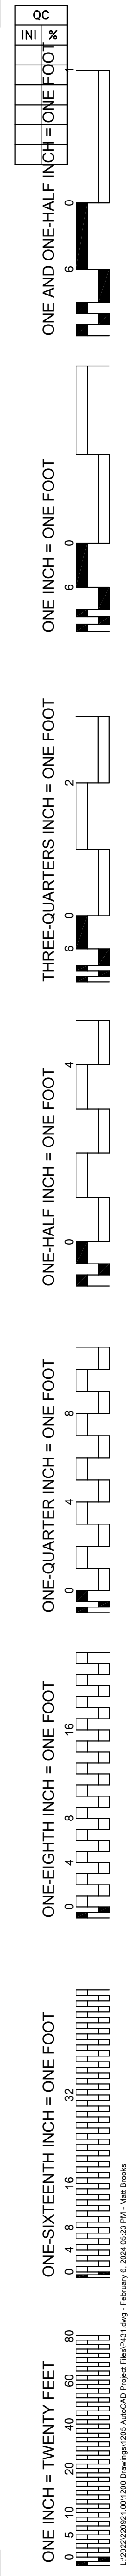 QC
INI %
ONE AND ONE-HALF INCH = ONE FOOT
6 0 1
ONE INCH = ONE FOOT
6 0
THREE-QUARTERS INCH = ONE FOOT
6 0 2
ONE-HALF INCH = ONE FOOT
0 4
ONE-QUARTER INCH = ONE FOOT
0 4 8
ONE-EIGHTH INCH = ONE FOOT
0 4 8 16
ONE-SIXTEENTH INCH = ONE FOOT
0 4 8 16 32
ONE INCH = TWENTY FEET
0 5 10 20 40 60 80
L:\2022\220921.00\1200 Drawings\1205 AutoCAD Project Files\P431.dwg - February 6, 2024 05:23 PM - Matt Brooks